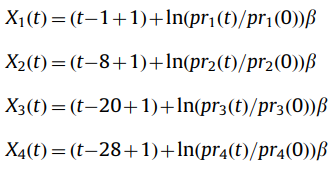 X₁(t)=(t−1+1)+ln(pr₁(t)/pr₁(0))β
X₂(t)=(t−8+1)+ln(pr₂(t)/pr₂(0))β
X₃(t)=(t−20+1)+ln(pr₃(t)/pr₃(0))β
X₄(t)=(t−28+1)+ln(pr₄(t)/pr₄(0))β